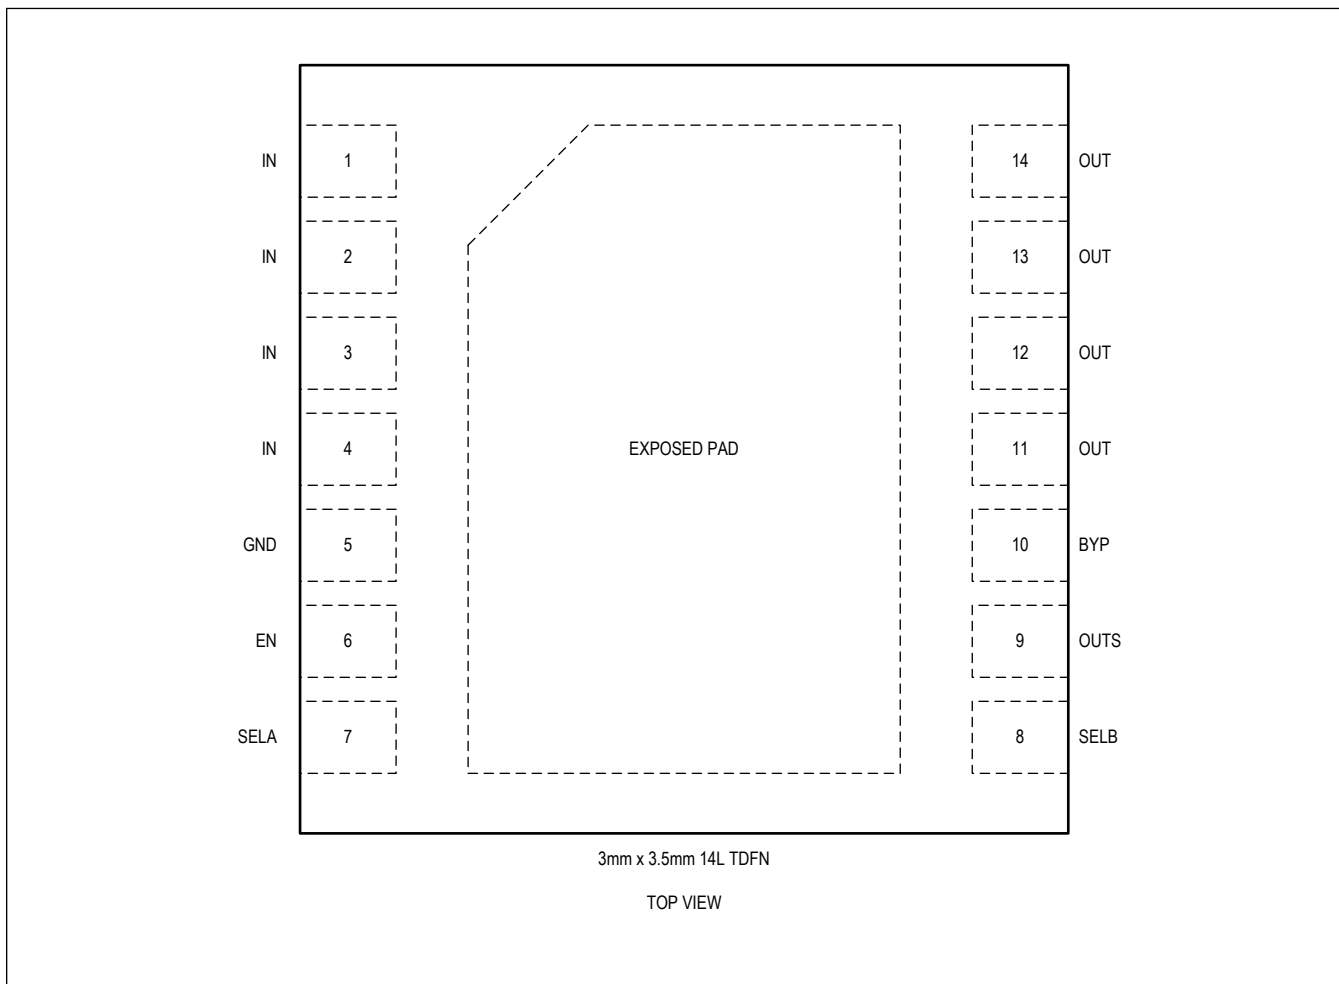 IN 1 14 OUT
IN 2 13 OUT
IN 3 12 OUT
IN 4 EXPOSED PAD 11 OUT
GND 5 10 BYP
EN 6 9 OUTS
SELA 7 8 SELB
3mm x 3.5mm 14L TDFN
TOP VIEW